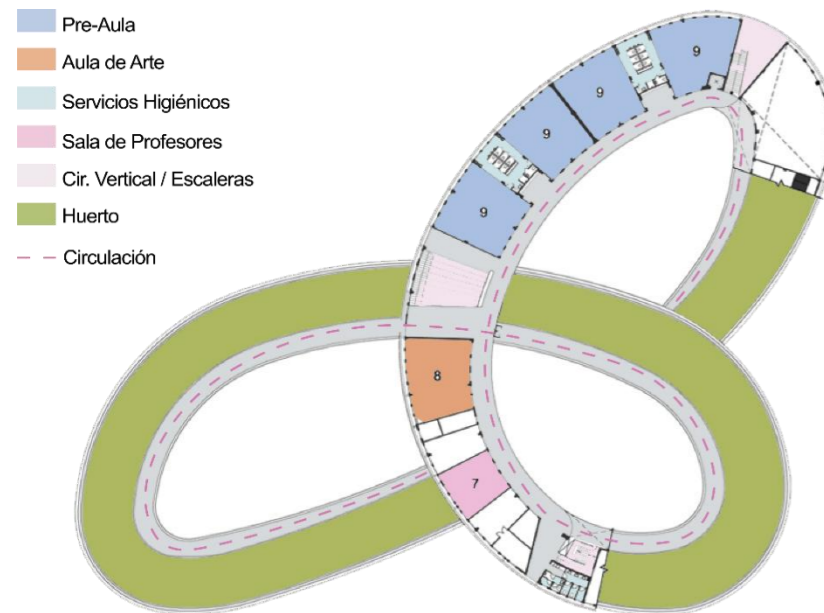 Pre-Aula
Aula de Arte
Servicios Higiénicos
Sala de Profesores
Cir. Vertical / Escaleras
Huerto
Circulación
9
9
9
9
8
7